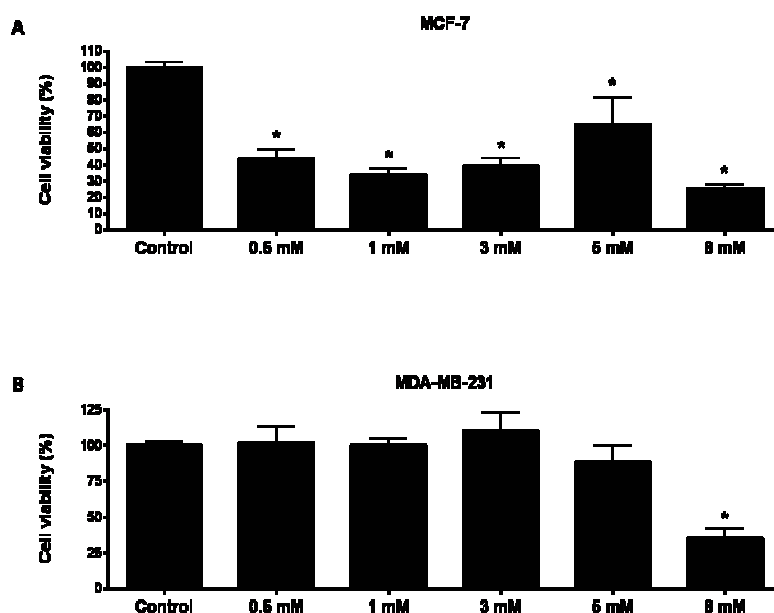 A
MCF-7
Cell viability (%)
110
100
90
80
70
60
50
40
30
20
10
0
* * * * *
Control 0.5 mM 1 mM 3 mM 5 mM 8 mM
B
MDA-MB-231
Cell viability (%)
125
100
75
50
25
0
*
Control 0.5 mM 1 mM 3 mM 5 mM 8 mM